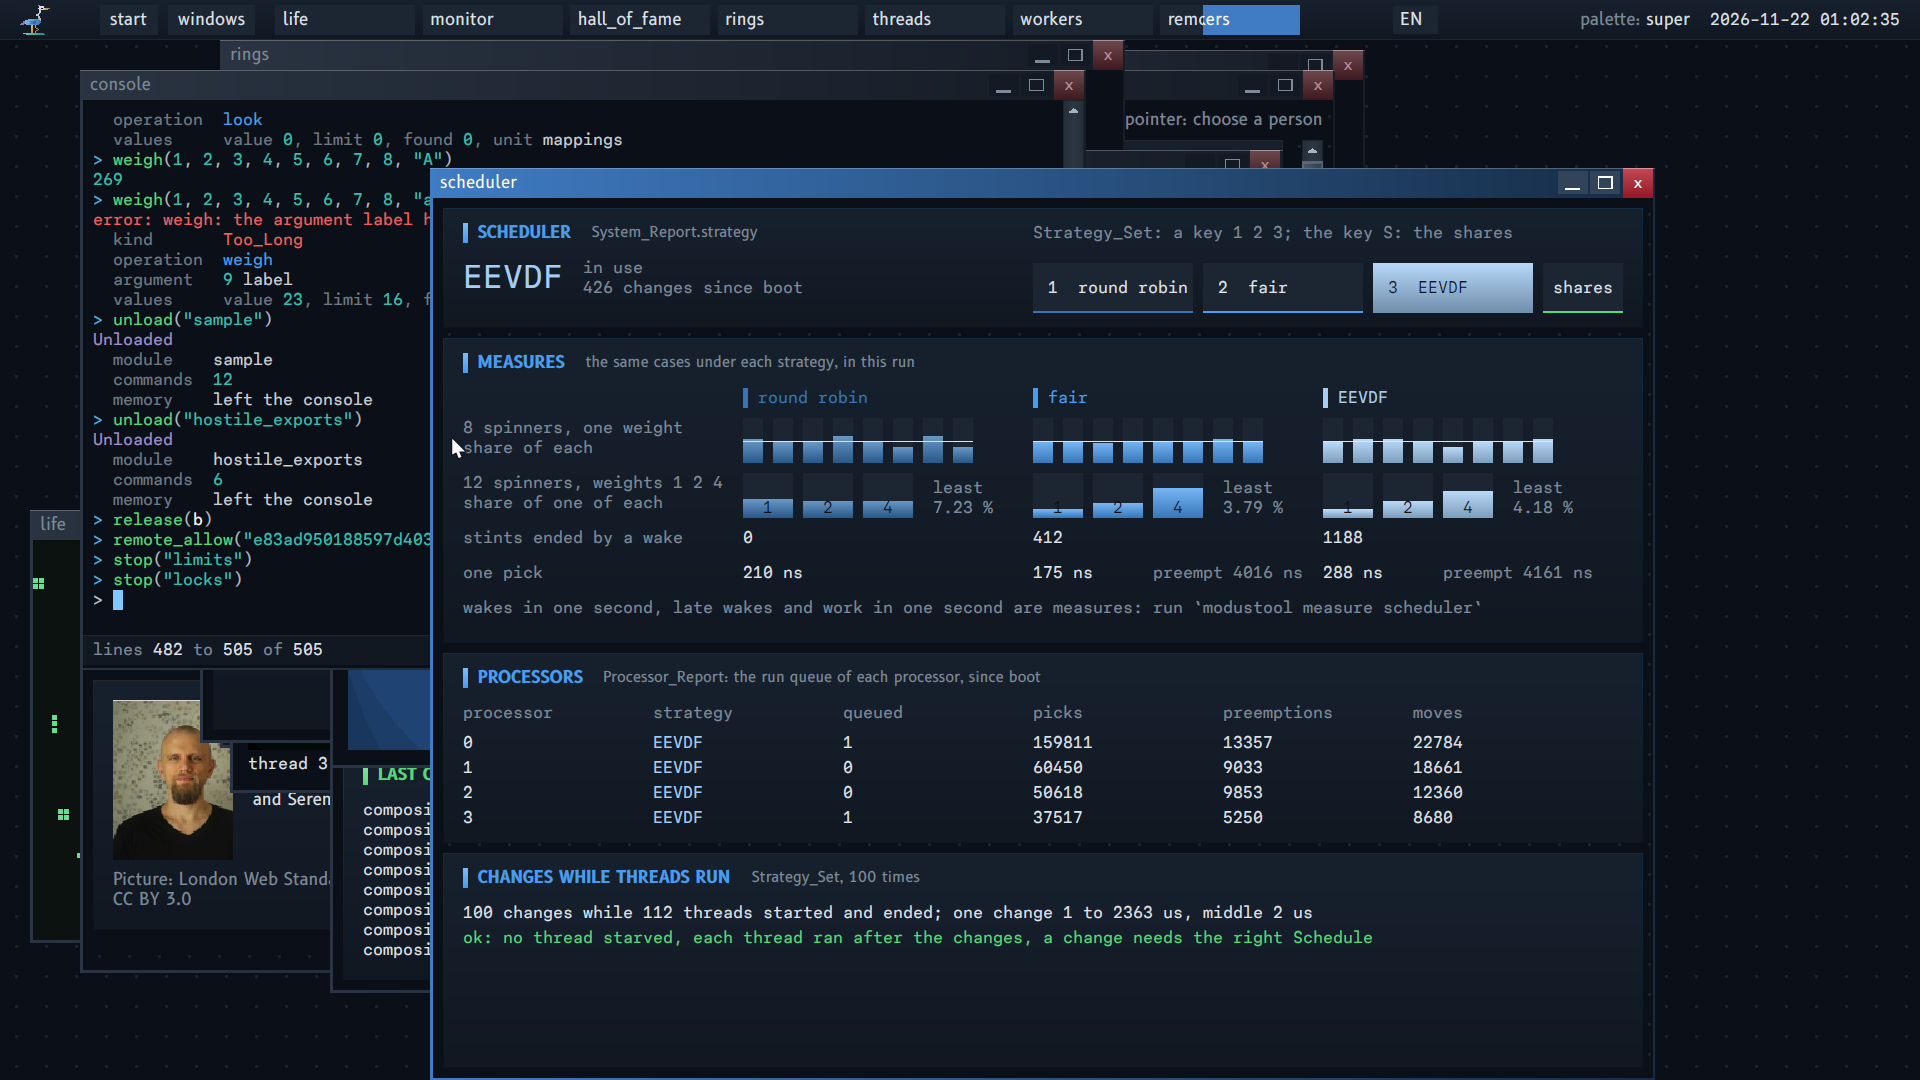 start windows life monitor hall_of_fame rings threads workers EN palette: super 2026-11-22 01:02:35
rings x
x
console x
x
pointer: choose a person
x
operation look
values value 0, limit 0, found 0, unit mappings
> weigh(1, 2, 3, 4, 5, 6, 7, 8, "A")
269
> weigh(1, 2, 3, 4, 5, 6, 7, 8, "a
error: weigh: the argument label
kind Too_Long
operation weigh
argument 9 label
values value 23, limit 16,
> unload("sample")
Unloaded
module sample
commands 12
memory left the console
> unload("hostile_exports")
Unloaded
module hostile_exports
commands 6
memory left the console
> release(b)
> remote_allow("e83ad950188597d403
> stop("limits")
> stop("locks")
>
lines 482 to 505 of 505
life
thread 3
and Seren
Picture: London Web Standa
CC BY 3.0
LAST
composi
composi
composi
composi
composi
composi
composi
composi
scheduler x
SCHEDULER System_Report.strategy
Strategy_Set: a key 1 2 3; the key S: the shares
EEVDF in use
426 changes since boot
1 round robin 2 fair 3 EEVDF shares
MEASURES the same cases under each strategy, in this run
round robin fair EEVDF
8 spinners, one weight
share of each
12 spinners, weights 1 2 4
share of one of each
1 2 4 least 7.23 %
1 2 4 least 3.79 %
1 2 4 least 4.18 %
stints ended by a wake 0 412 1188
one pick 210 ns 175 ns preempt 4016 ns 288 ns preempt 4161 ns
wakes in one second, late wakes and work in one second are measures: run `modustool measure scheduler`
PROCESSORS Processor_Report: the run queue of each processor, since boot
processor strategy queued picks preemptions moves
0 EEVDF 1 159811 13357 22784
1 EEVDF 0 60450 9033 18661
2 EEVDF 0 50618 9853 12360
3 EEVDF 1 37517 5250 8680
CHANGES WHILE THREADS RUN Strategy_Set, 100 times
100 changes while 112 threads started and ended; one change 1 to 2363 us, middle 2 us
ok: no thread starved, each thread ran after the changes, a change needs the right Schedule